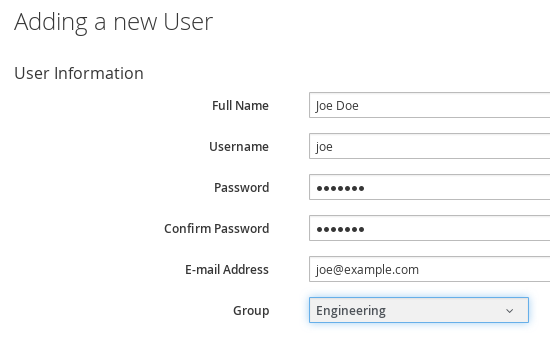 Adding a new User
User Information
Full Name Joe Doe
Username joe
Password •••••••
Confirm Password •••••••
E-mail Address joe@example.com
Group Engineering